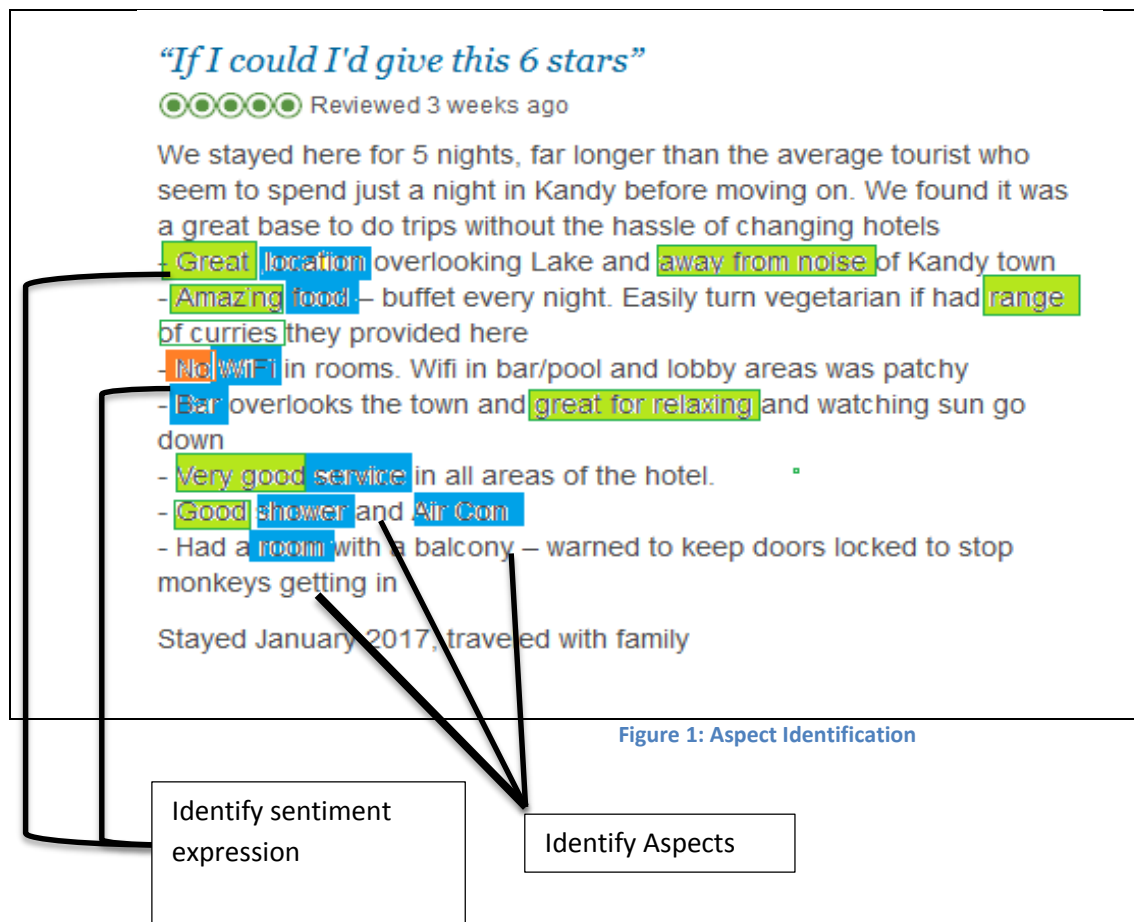 “If I could I'd give this 6 stars”
Reviewed 3 weeks ago
We stayed here for 5 nights, far longer than the average tourist who
seem to spend just a night in Kandy before moving on. We found it was
a great base to do trips without the hassle of changing hotels
- Great location overlooking Lake and away from noise of Kandy town
- Amazing food – buffet every night. Easily turn vegetarian if had range
of curries they provided here
- No WiFi in rooms. Wifi in bar/pool and lobby areas was patchy
- Bar overlooks the town and great for relaxing and watching sun go
down
- Very good service in all areas of the hotel.
- Good shower and Air Con
- Had a room with a balcony – warned to keep doors locked to stop
monkeys getting in
Stayed January 2017, traveled with family
Figure 1: Aspect Identification
Identify sentiment
expression
Identify Aspects